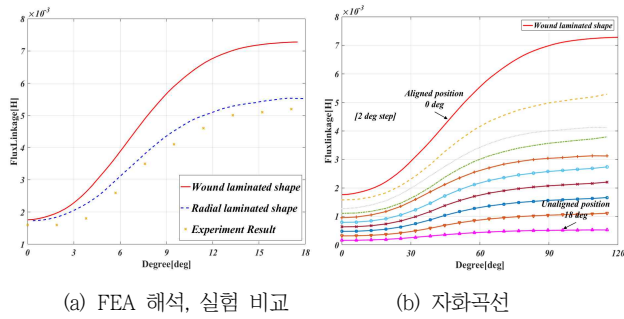 ×10⁻³
8
7
6
5
4
3
2
1
FluxLinkage[H]
Wound laminated shape
Radial laminated shape
Experiment Result
0
3
6
9
12
15
18
Degree[deg]
(a) FEA 해석, 실험 비교
×10⁻³
8
7
6
5
4
3
2
1
0
Fluxlinkage[H]
Wound laminated shape
Aligned position
0 deg
[2 deg step]
Unaligned position
-18 deg
0
30
60
90
120
Degree[deg]
(b) 자화곡선